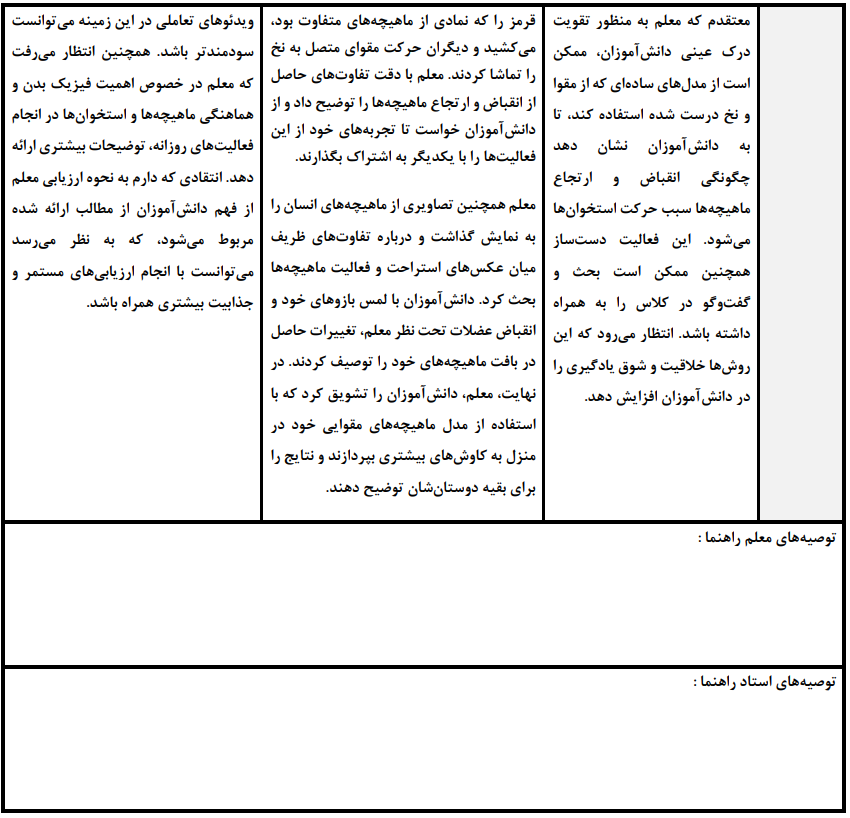 معتقدم که معلم به منظور تقویت
درک عینی دانش‌آموزان، ممکن
است از مدل‌های ساده‌ای که از مقوا
و نخ درست شده استفاده کند، تا
به دانش‌آموزان نشان دهد
چگونگی انقباض و ارتجاع
ماهیچه‌ها سبب حرکت استخوان‌ها
می‌شود. این فعالیت دست‌ساز
همچنین ممکن است بحث و
گفت‌وگو در کلاس را به همراه
داشته باشد. انتظار می‌رود که این
روش‌ها خلاقیت و شوق یادگیری را
در دانش‌آموزان افزایش دهد.
قرمز را که نمادی از ماهیچه‌های متفاوت بود،
می‌کشید و دیگران حرکت مقوای متصل به نخ
را تماشا کردند. معلم با دقت تفاوت‌های حاصل
از انقباض و ارتجاع ماهیچه‌ها را توضیح داد و از
دانش‌آموزان خواست تا تجربه‌های خود از این
فعالیت‌ها را با یکدیگر به اشتراک بگذارند.
معلم همچنین تصاویری از ماهیچه‌های انسان را
به نمایش گذاشت و درباره تفاوت‌های ظریف
میان عکس‌های استراحت و فعالیت ماهیچه‌ها
بحث کرد. دانش‌آموزان با لمس بازوهای خود و
انقباض عضلات تحت نظر معلم، تغییرات حاصل
در بافت ماهیچه‌های خود را توصیف کردند. در
نهایت، معلم، دانش‌آموزان را تشویق کرد که با
استفاده از مدل ماهیچه‌های مقوایی خود در
منزل به کاوش‌های بیشتری بپردازند و نتایج را
برای بقیه دوستان‌شان توضیح دهند.
ویدئوهای تعاملی در این زمینه می‌توانست
سودمندتر باشد. همچنین انتظار می‌رفت
که معلم در خصوص اهمیت فیزیک بدن و
هماهنگی ماهیچه‌ها و استخوان‌ها در انجام
فعالیت‌های روزانه، توضیحات بیشتری ارائه
دهد. انتقادی که دارم به نحوه ارزیابی معلم
از فهم دانش‌آموزان از مطالب ارائه شده
مربوط می‌شود، که به نظر می‌رسد
می‌توانست با انجام ارزیابی‌های مستمر و
جذابیت بیشتری همراه باشد.
توصیه‌های معلم راهنما :
توصیه‌های استاد راهنما :